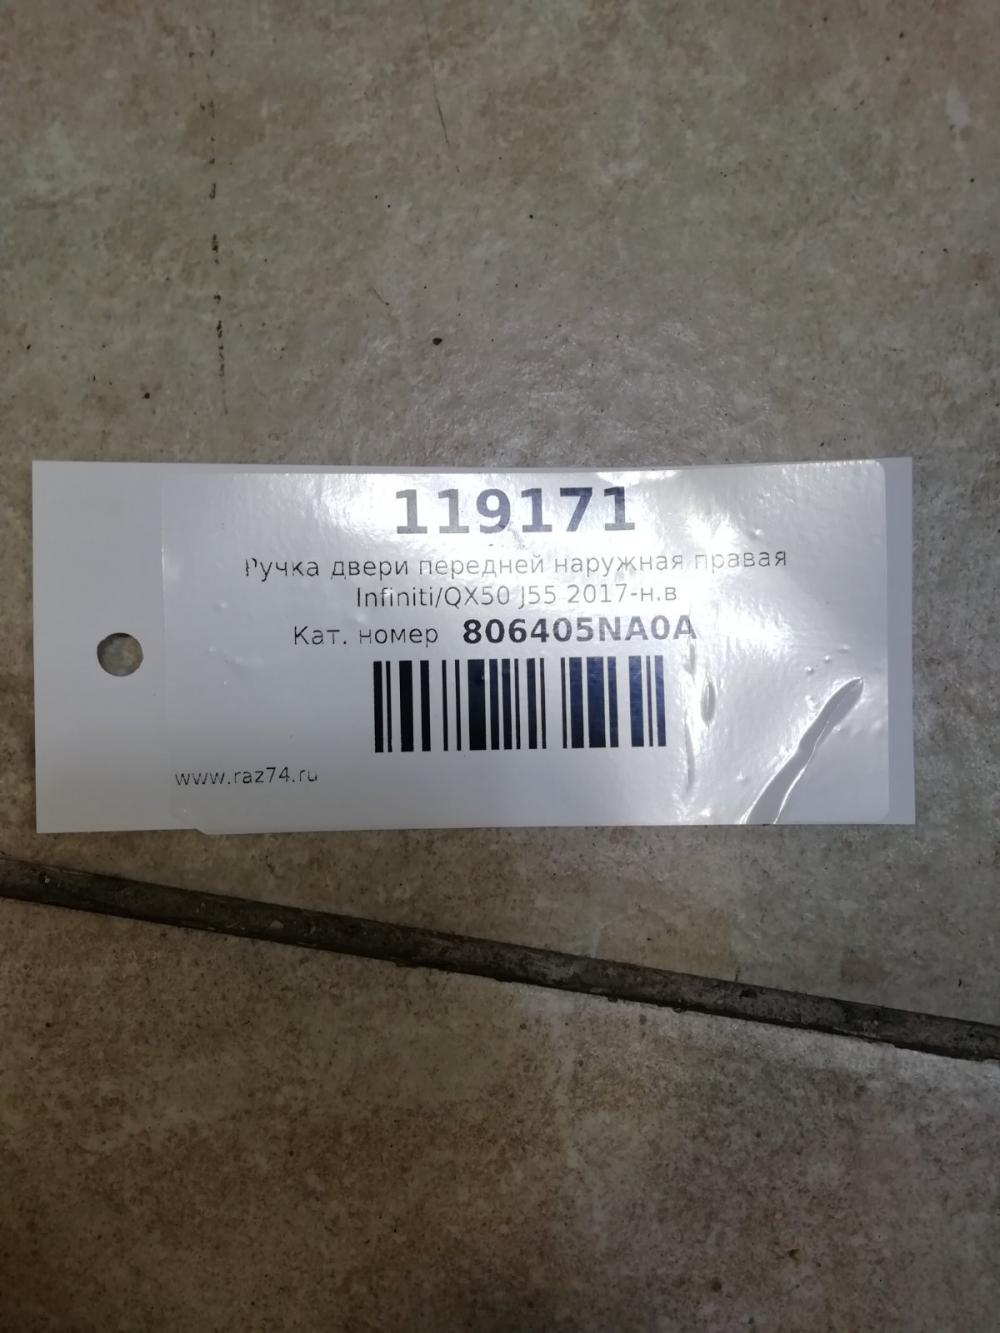 119171
Ручка двери передней наружная правая
Infiniti/QX50 J55 2017-н.в
Кат. номер 806405NA0A
www.raz74.ru